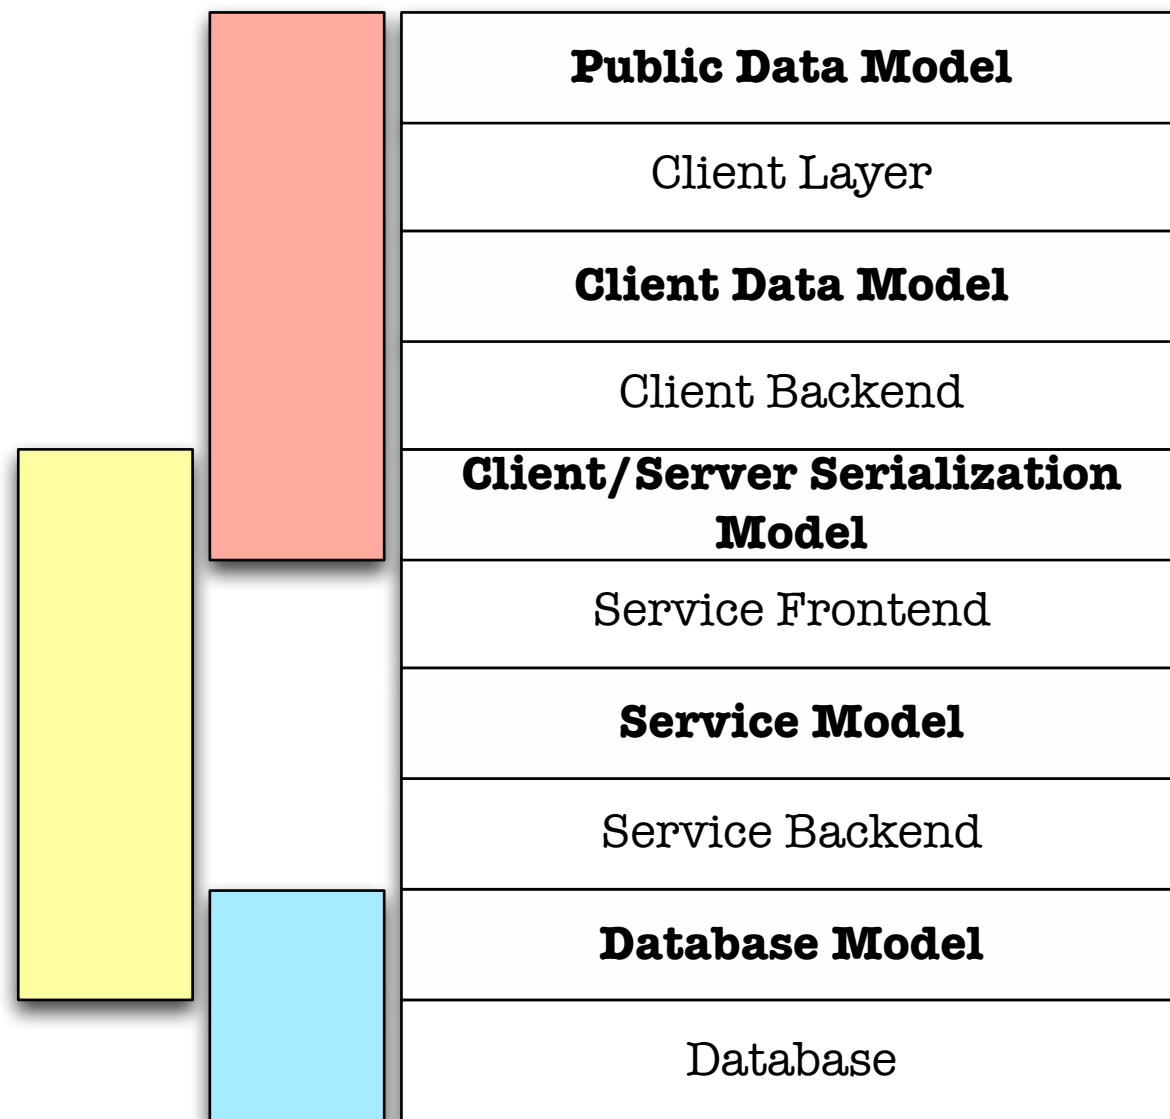 Public Data Model
Client Layer
Client Data Model
Client Backend
Client/Server Serialization
Model
Service Frontend
Service Model
Service Backend
Database Model
Database